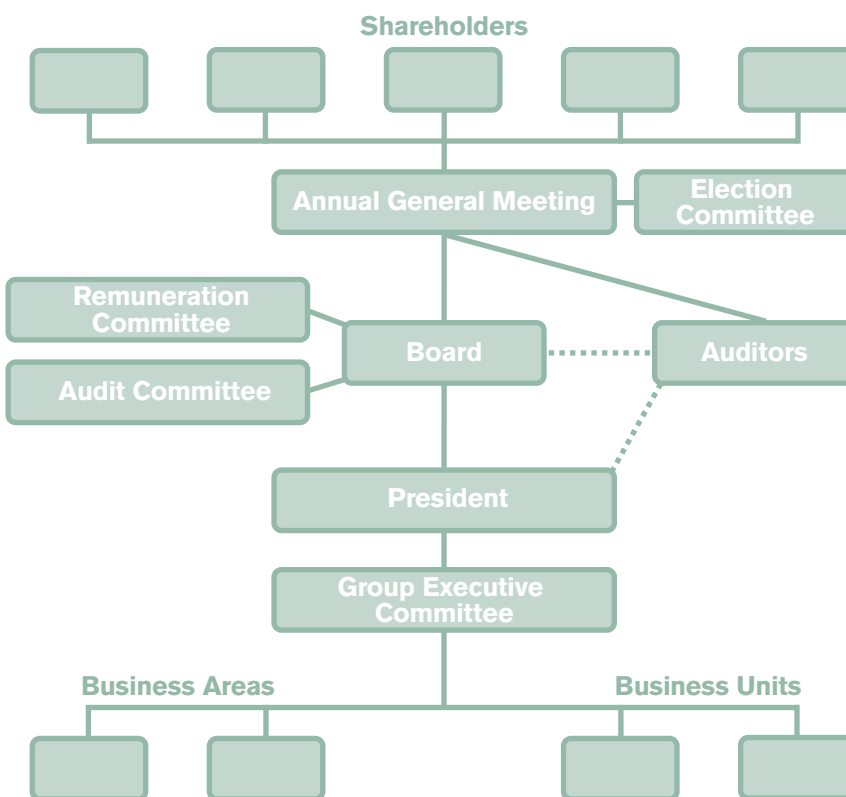 Shareholders
Annual General Meeting
Election
Committee
Remuneration
Committee
Board
Auditors
Audit Committee
President
Group Executive
Committee
Business Areas
Business Units